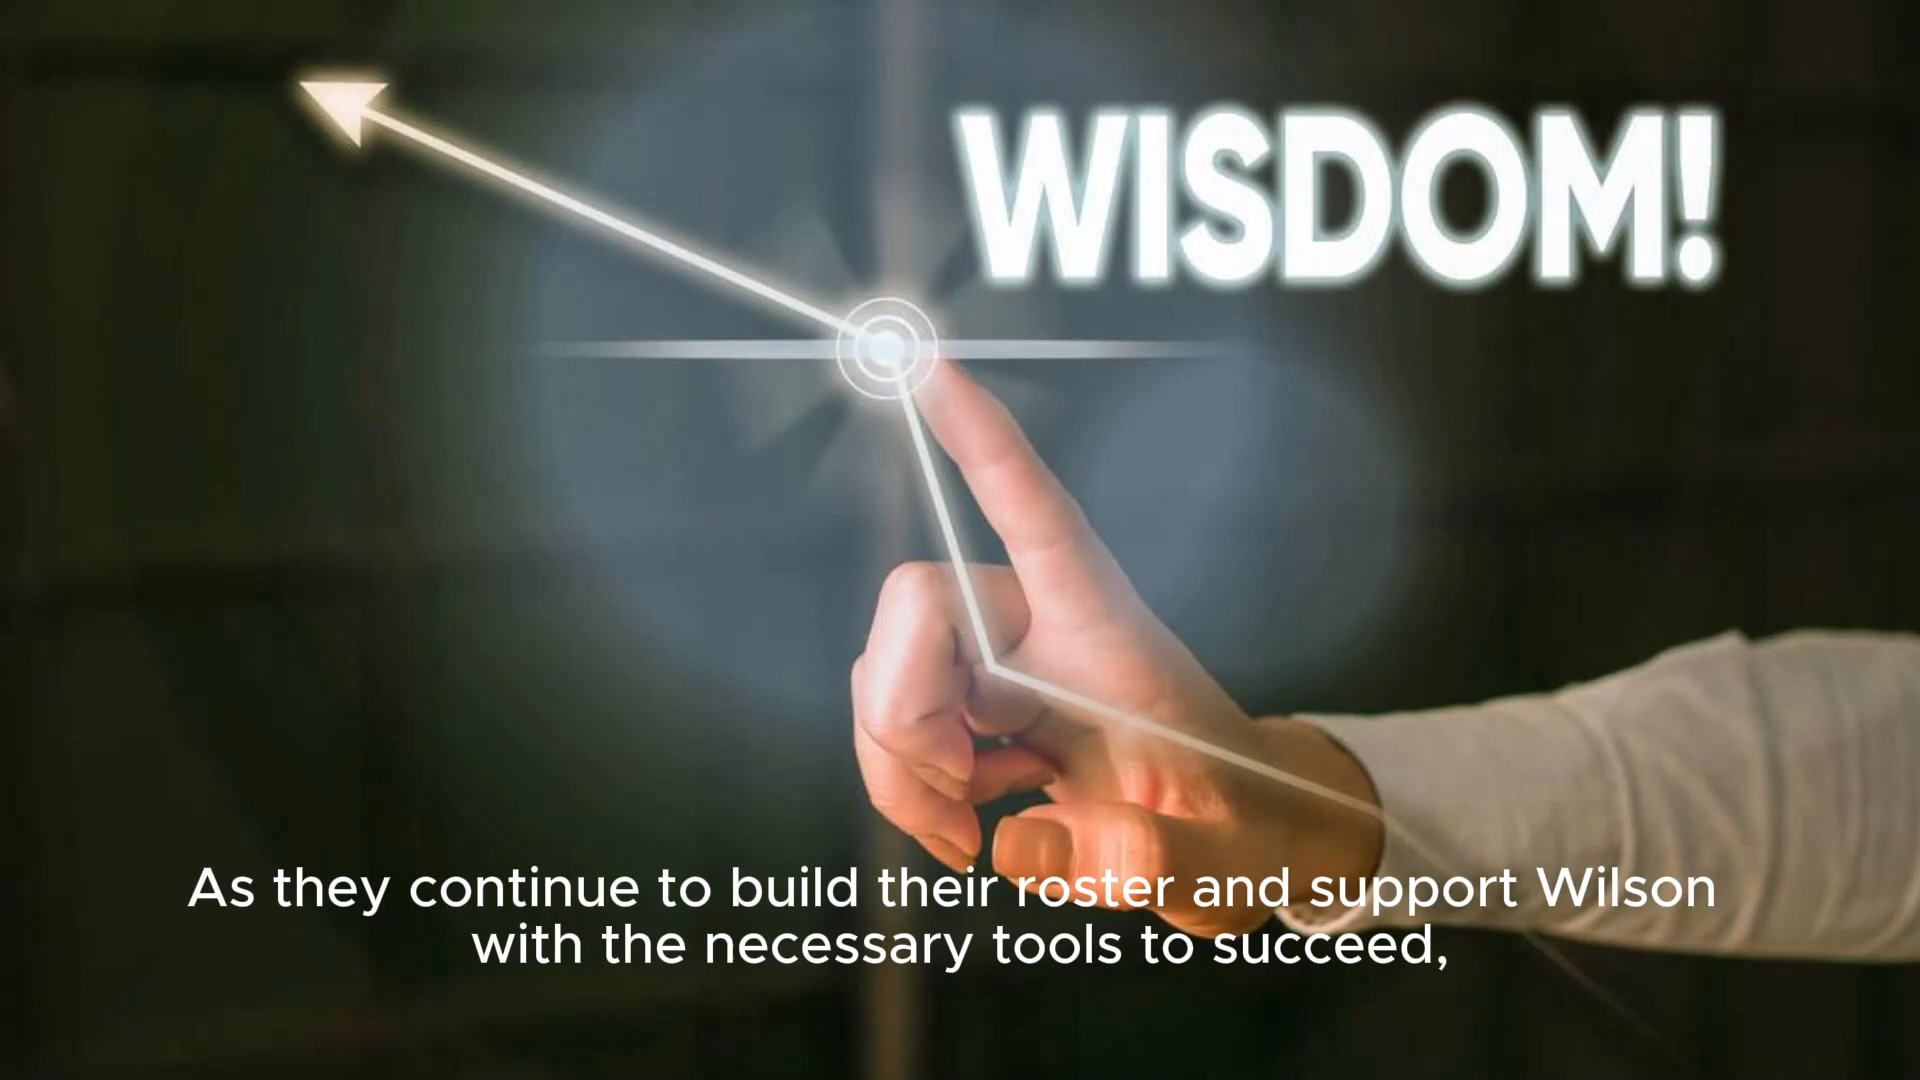 WISDOM!
As they continue to build their roster and support Wilson
with the necessary tools to succeed,